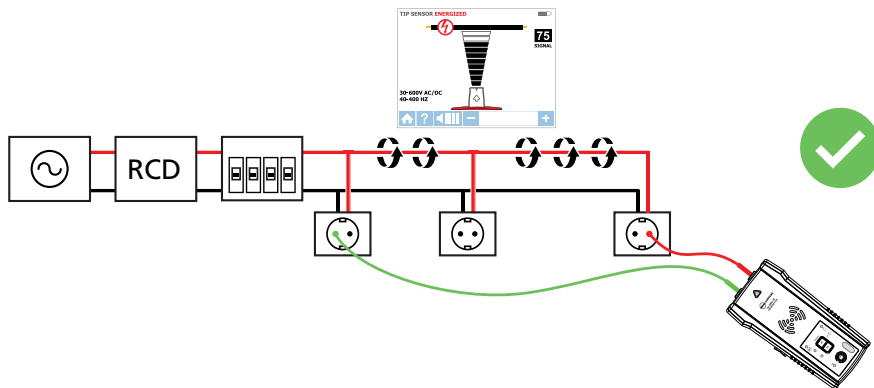 TIP SENSOR ENERGIZED
75
SIGNAL
30-600V AC/DC
40-400 HZ
?
RCD